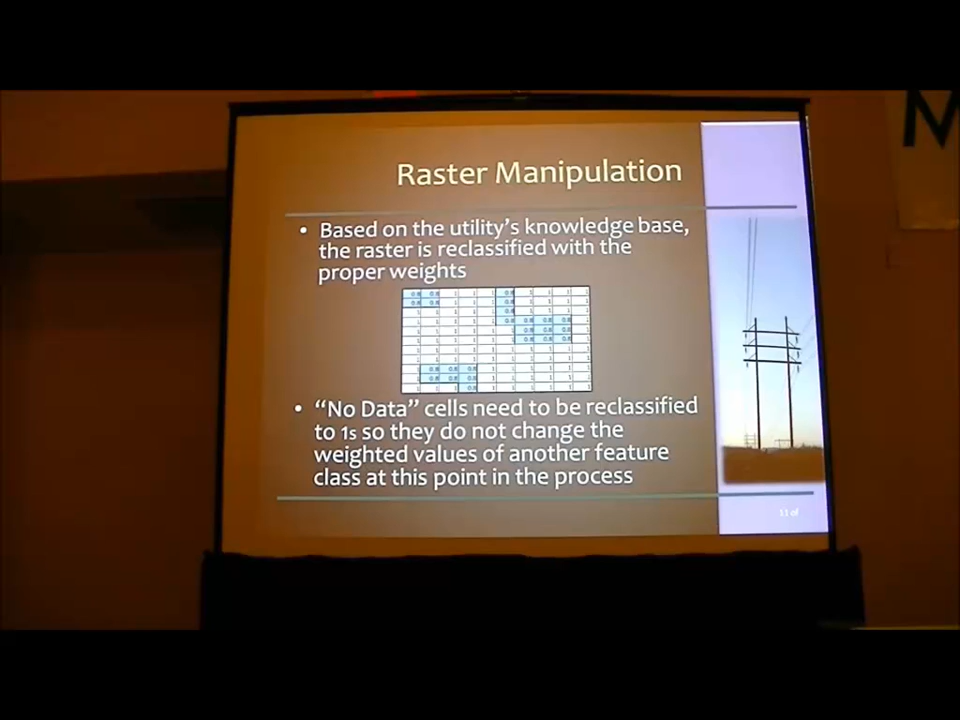 M
Raster Manipulation
• Based on the utility's knowledge base,
the raster is reclassified with the
proper weights
• "No Data" cells need to be reclassified
to 1s so they do not change the
weighted values of another feature
class at this point in the process
11 of